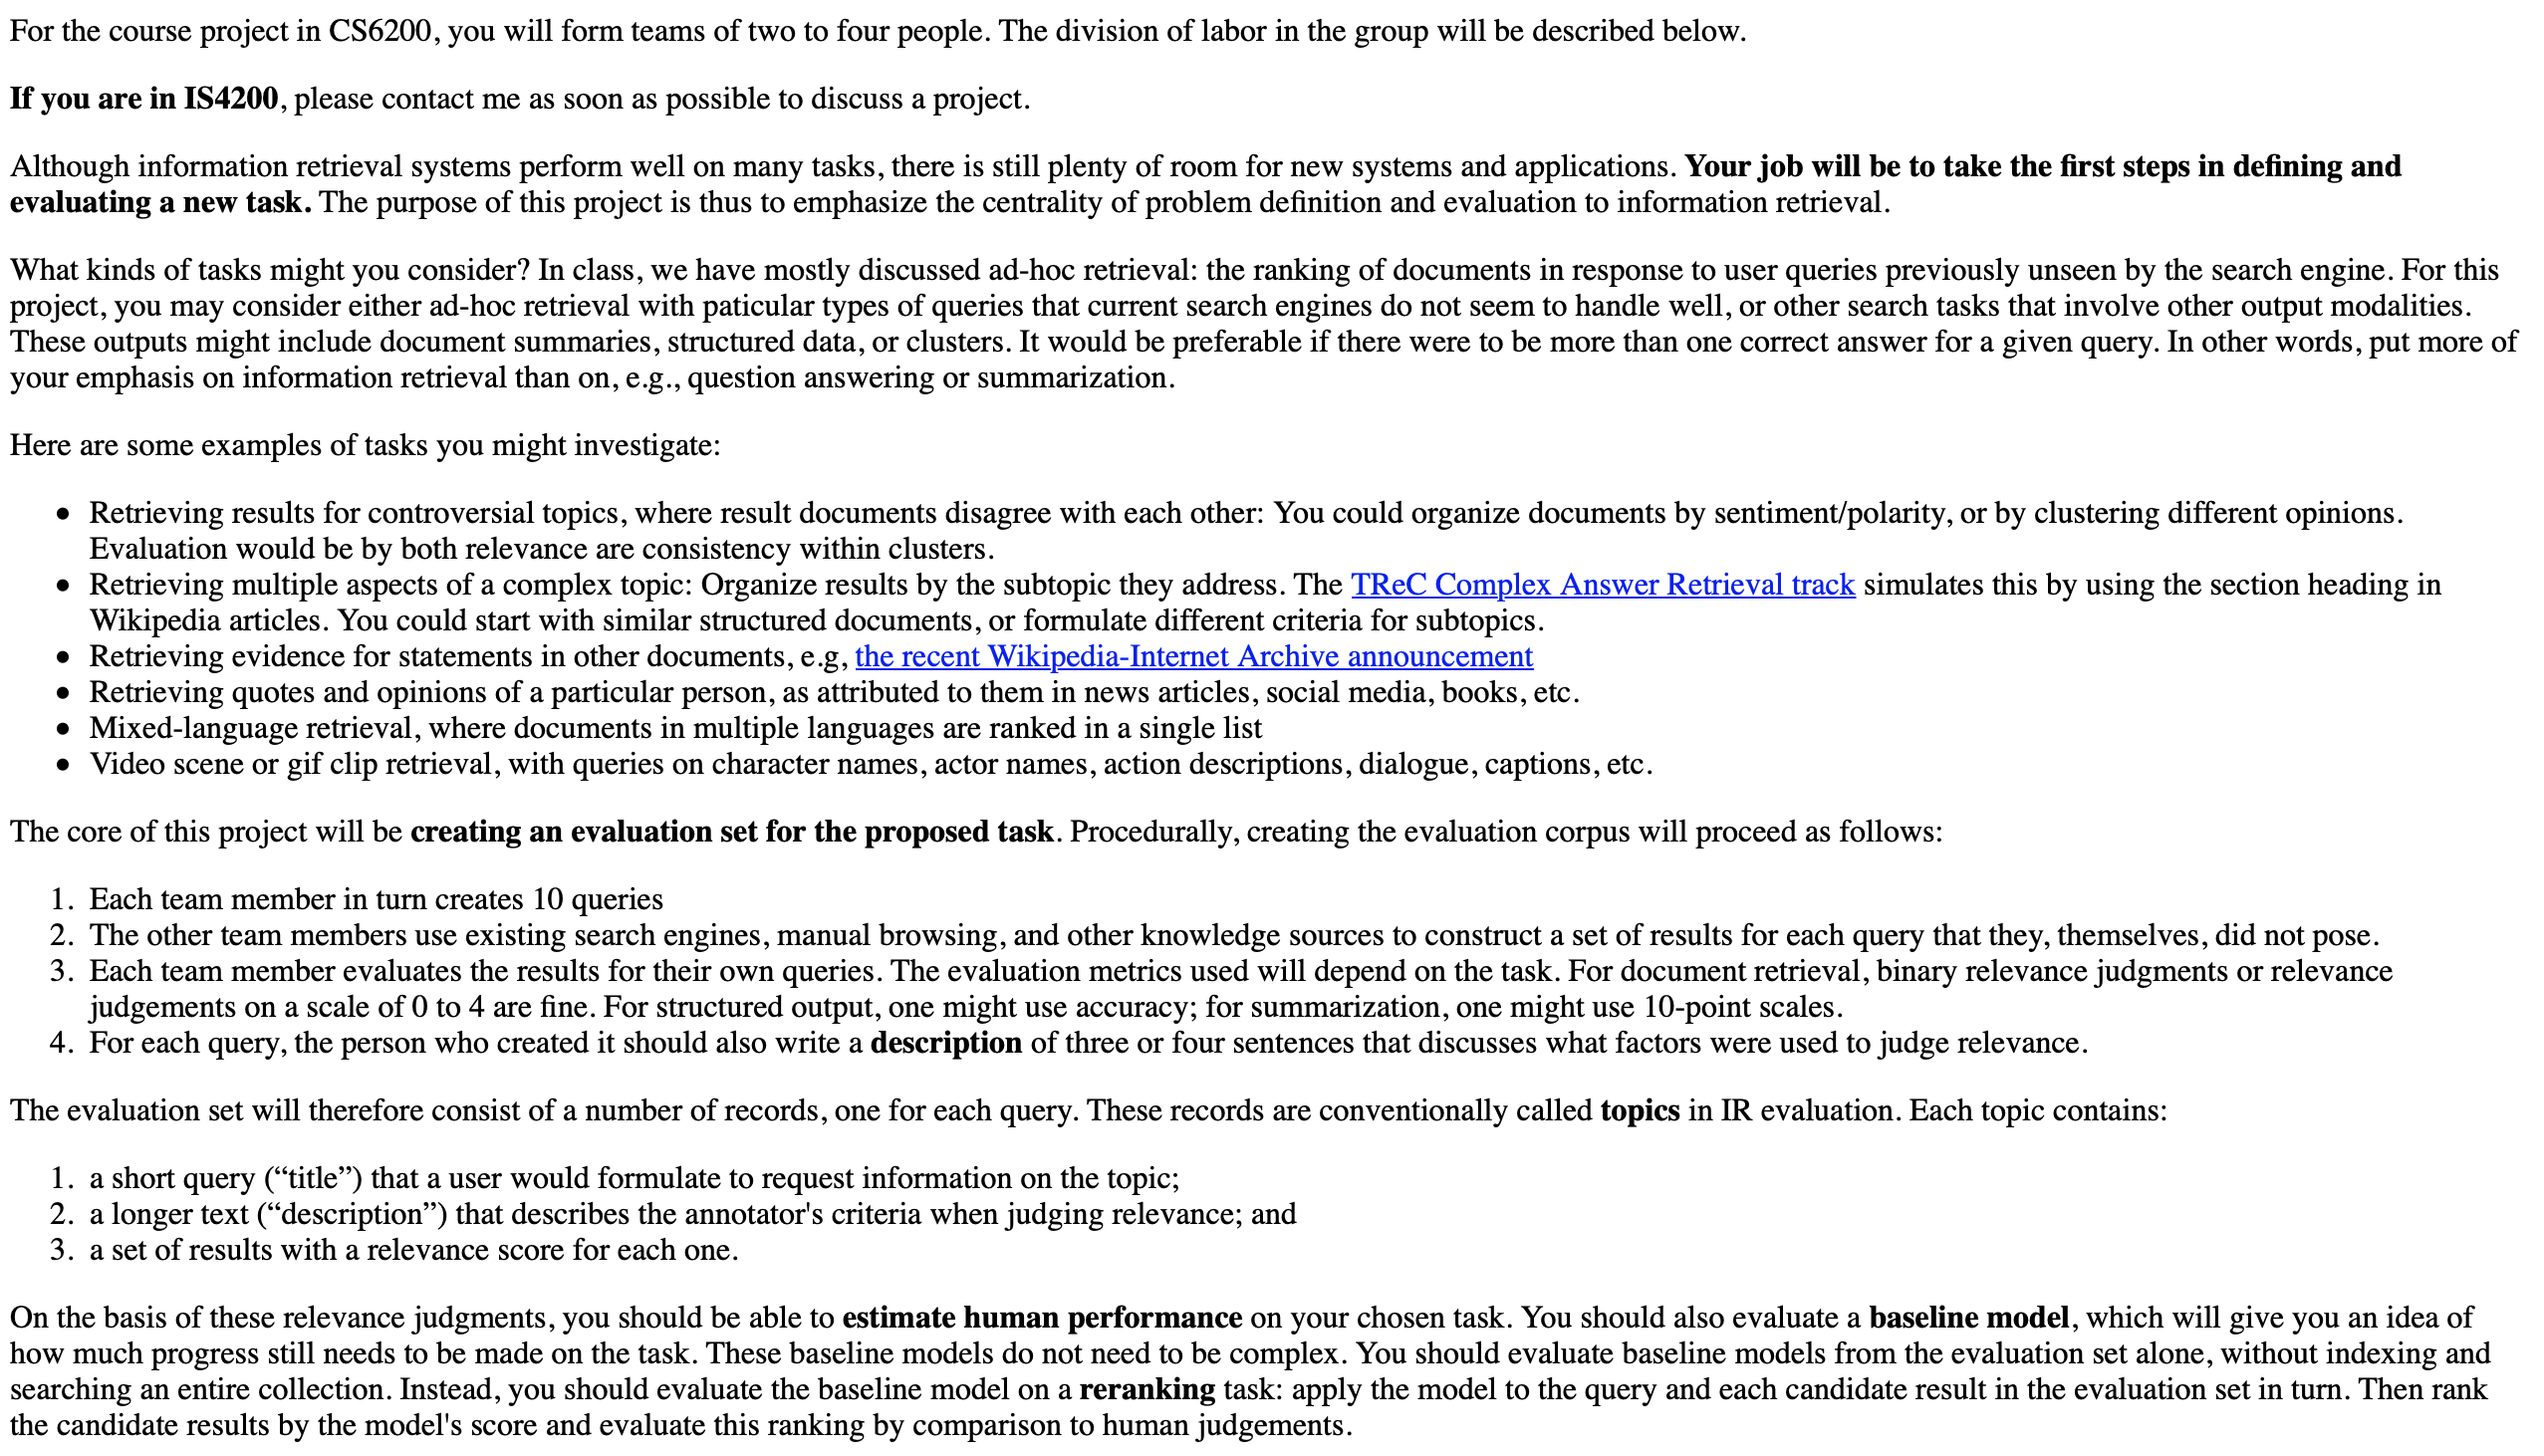 For the course project in CS6200, you will form teams of two to four people. The division of labor in the group will be described below.
If you are in IS4200, please contact me as soon as possible to discuss a project.
Although information retrieval systems perform well on many tasks, there is still plenty of room for new systems and applications. Your job will be to take the first steps in defining and
evaluating a new task. The purpose of this project is thus to emphasize the centrality of problem definition and evaluation to information retrieval.
What kinds of tasks might you consider? In class, we have mostly discussed ad-hoc retrieval: the ranking of documents in response to user queries previously unseen by the search engine. For this
project, you may consider either ad-hoc retrieval with paticular types of queries that current search engines do not seem to handle well, or other search tasks that involve other output modalities.
These outputs might include document summaries, structured data, or clusters. It would be preferable if there were to be more than one correct answer for a given query. In other words, put more of
your emphasis on information retrieval than on, e.g., question answering or summarization.
Here are some examples of tasks you might investigate:
• Retrieving results for controversial topics, where result documents disagree with each other: You could organize documents by sentiment/polarity, or by clustering different opinions.
Evaluation would be by both relevance are consistency within clusters.
• Retrieving multiple aspects of a complex topic: Organize results by the subtopic they address. The TReC Complex Answer Retrieval track simulates this by using the section heading in
Wikipedia articles. You could start with similar structured documents, or formulate different criteria for subtopics.
• Retrieving evidence for statements in other documents, e.g, the recent Wikipedia-Internet Archive announcement
• Retrieving quotes and opinions of a particular person, as attributed to them in news articles, social media, books, etc.
• Mixed-language retrieval, where documents in multiple languages are ranked in a single list
• Video scene or gif clip retrieval, with queries on character names, actor names, action descriptions, dialogue, captions, etc.
The core of this project will be creating an evaluation set for the proposed task. Procedurally, creating the evaluation corpus will proceed as follows:
1. Each team member in turn creates 10 queries
2. The other team members use existing search engines, manual browsing, and other knowledge sources to construct a set of results for each query that they, themselves, did not pose.
3. Each team member evaluates the results for their own queries. The evaluation metrics used will depend on the task. For document retrieval, binary relevance judgments or relevance
judgements on a scale of 0 to 4 are fine. For structured output, one might use accuracy; for summarization, one might use 10-point scales.
4. For each query, the person who created it should also write a description of three or four sentences that discusses what factors were used to judge relevance.
The evaluation set will therefore consist of a number of records, one for each query. These records are conventionally called topics in IR evaluation. Each topic contains:
1. a short query (“title”) that a user would formulate to request information on the topic;
2. a longer text (“description”) that describes the annotator's criteria when judging relevance; and
3. a set of results with a relevance score for each one.
On the basis of these relevance judgments, you should be able to estimate human performance on your chosen task. You should also evaluate a baseline model, which will give you an idea of
how much progress still needs to be made on the task. These baseline models do not need to be complex. You should evaluate baseline models from the evaluation set alone, without indexing and
searching an entire collection. Instead, you should evaluate the baseline model on a reranking task: apply the model to the query and each candidate result in the evaluation set in turn. Then rank
the candidate results by the model's score and evaluate this ranking by comparison to human judgements.